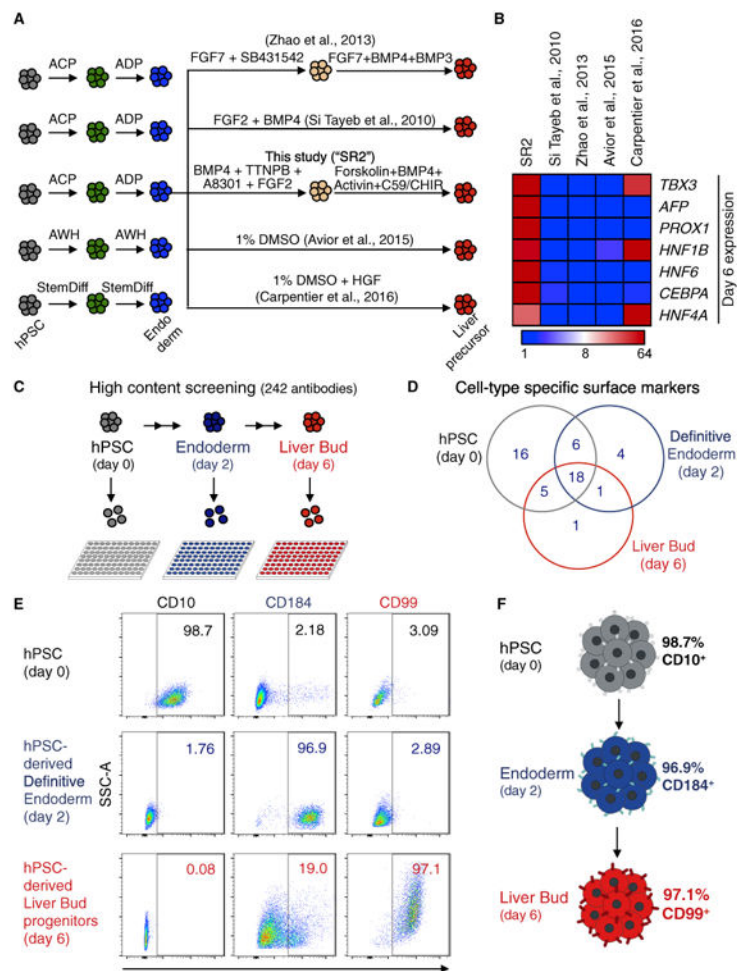 A
(Zhao et al., 2013)
ACP ADP FGF7 + SB431542 FGF7+BMP4+BMP3
ACP ADP
FGF2 + BMP4 (Si Tayeb et al., 2010)
This study ("SR2")
ACP ADP BMP4 + TTNPB + A8301 + FGF2 Forskolin+BMP4+ Activin+C59/CHIR
AWH AWH
1% DMSO (Avior et al., 2015)
StemDiff StemDiff
1% DMSO + HGF
(Carpentier et al., 2016)
hPSC
Endo
derm
Liver
precursor
B
SR2
Si Tayeb et al., 2010
Zhao et al., 2013
Avior et al., 2015
Carpentier et al., 2016
TBX3
AFP
PROX1
HNF1B
HNF6
CEBPA
HNF4A
Day 6 expression
1 8 64
C
High content screening (242 antibodies)
hPSC
(day 0)
Endoderm
(day 2)
Liver Bud
(day 6)
D
Cell-type specific surface markers
hPSC
(day 0)
Definitive
Endoderm
(day 2)
16 6 4
18
5 1
1
Liver Bud
(day 6)
E
CD10 CD184 CD99
hPSC
(day 0)
98.7 2.18 3.09
hPSC-
derived
Definitive
Endoderm
(day 2)
SSC-A
1.76 96.9 2.89
hPSC-
derived
Liver Bud
progenitors
(day 6)
0.08 19.0 97.1
F
hPSC
(day 0)
98.7%
CD10+
Endoderm
(day 2)
96.9%
CD184+
Liver Bud
(day 6)
97.1%
CD99+